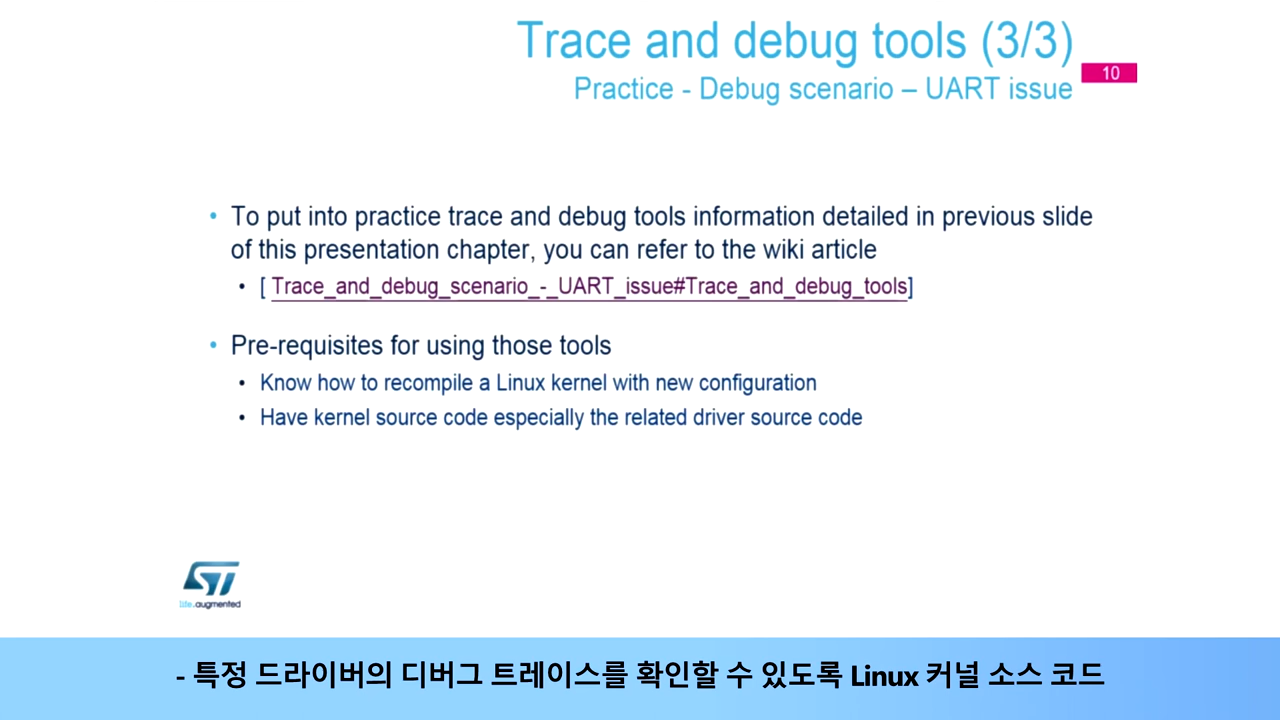 Trace and debug tools (3/3)
10
Practice - Debug scenario – UART issue
• To put into practice trace and debug tools information detailed in previous slide
of this presentation chapter, you can refer to the wiki article
• [ Trace_and_debug_scenario_-_UART_issue#Trace_and_debug_tools]
• Pre-requisites for using those tools
• Know how to recompile a Linux kernel with new configuration
• Have kernel source code especially the related driver source code
ST
life.augmented
- 특정 드라이버의 디버그 트레이스를 확인할 수 있도록 Linux 커널 소스 코드